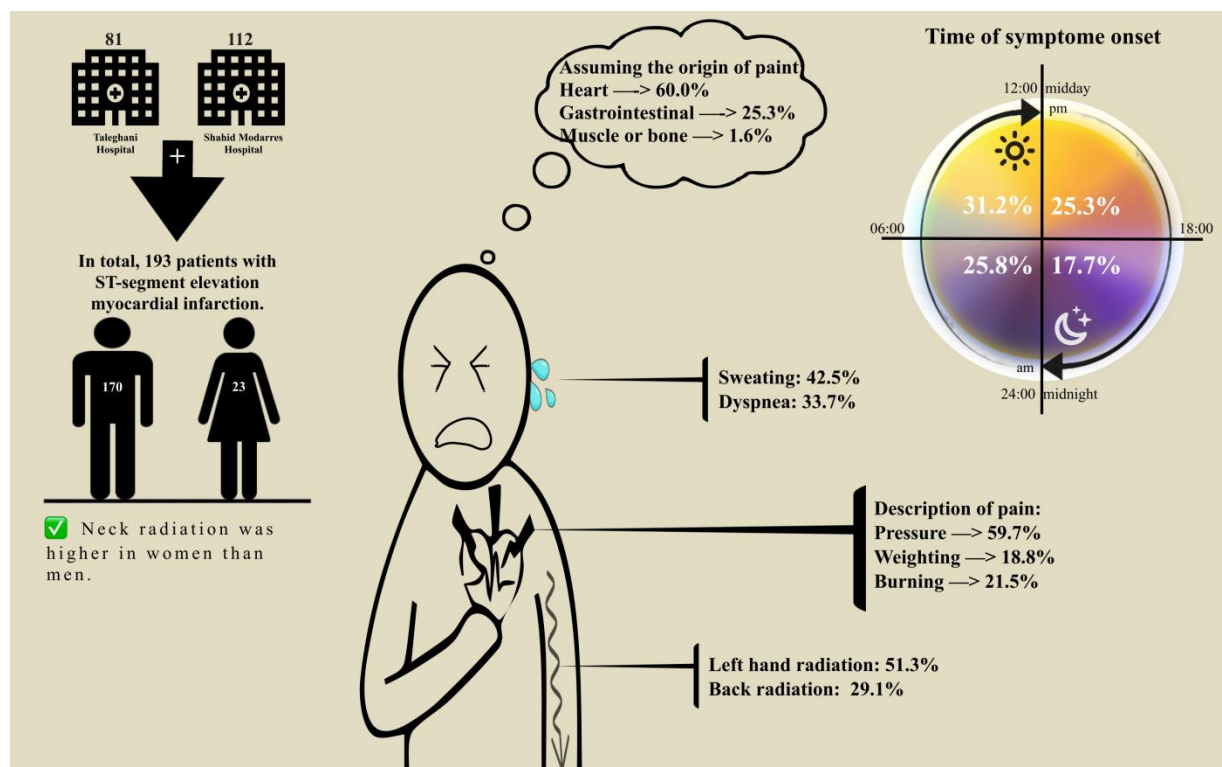 81
112
Taleghani
Hospital
Shahid Modarres
Hospital
+
In total, 193 patients with
ST-segment elevation
myocardial infarction.
170
23
✅ Neck radiation was
higher in women than
men.
Assuming the origin of paint
Heart —-> 60.0%
Gastrointestinal —-> 25.3%
Muscle or bone —> 1.6%
Sweating: 42.5%
Dyspnea: 33.7%
Description of pain:
Pressure —> 59.7%
Weighting —> 18.8%
Burning —> 21.5%
Left hand radiation: 51.3%
Back radiation: 29.1%
Time of symptome onset
12:00 midday
pm
31.2% 25.3%
06:00
18:00
25.8% 17.7%
am
24:00 midnight